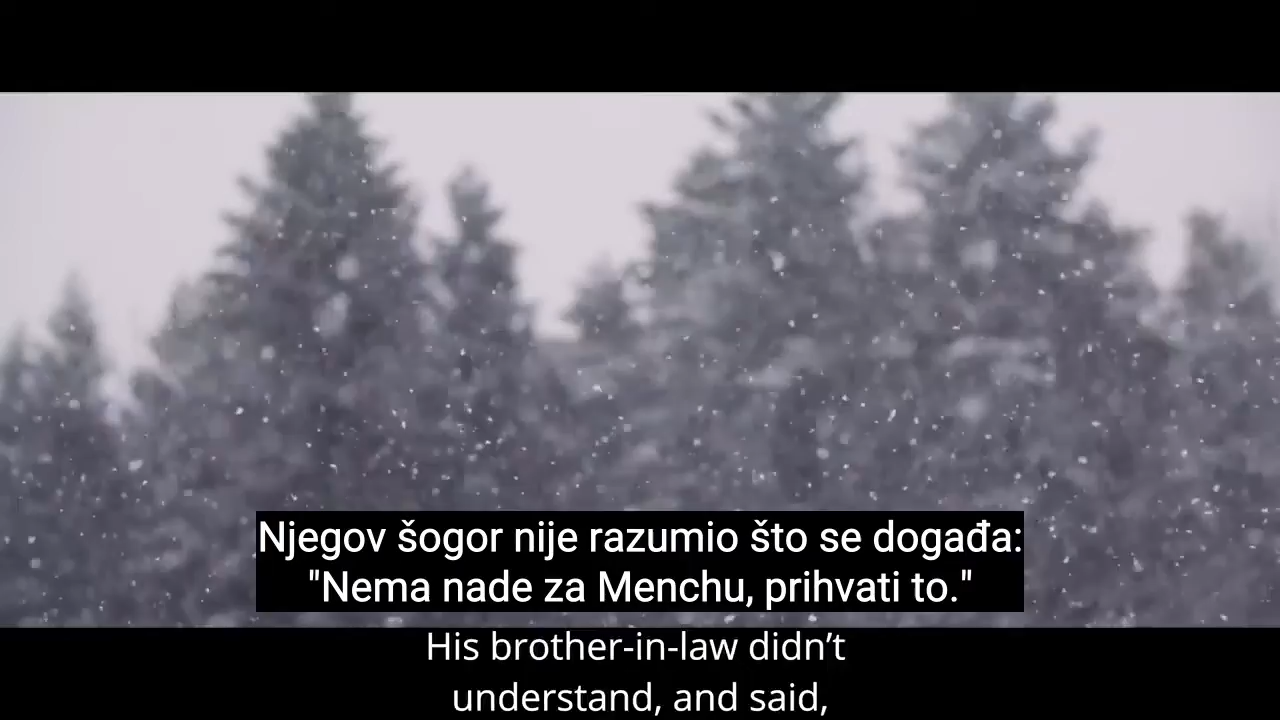 Njegov šogor nije razumio što se događa:
"Nema nade za Menchu, prihvati to."
His brother-in-law didn’t
understand, and said,